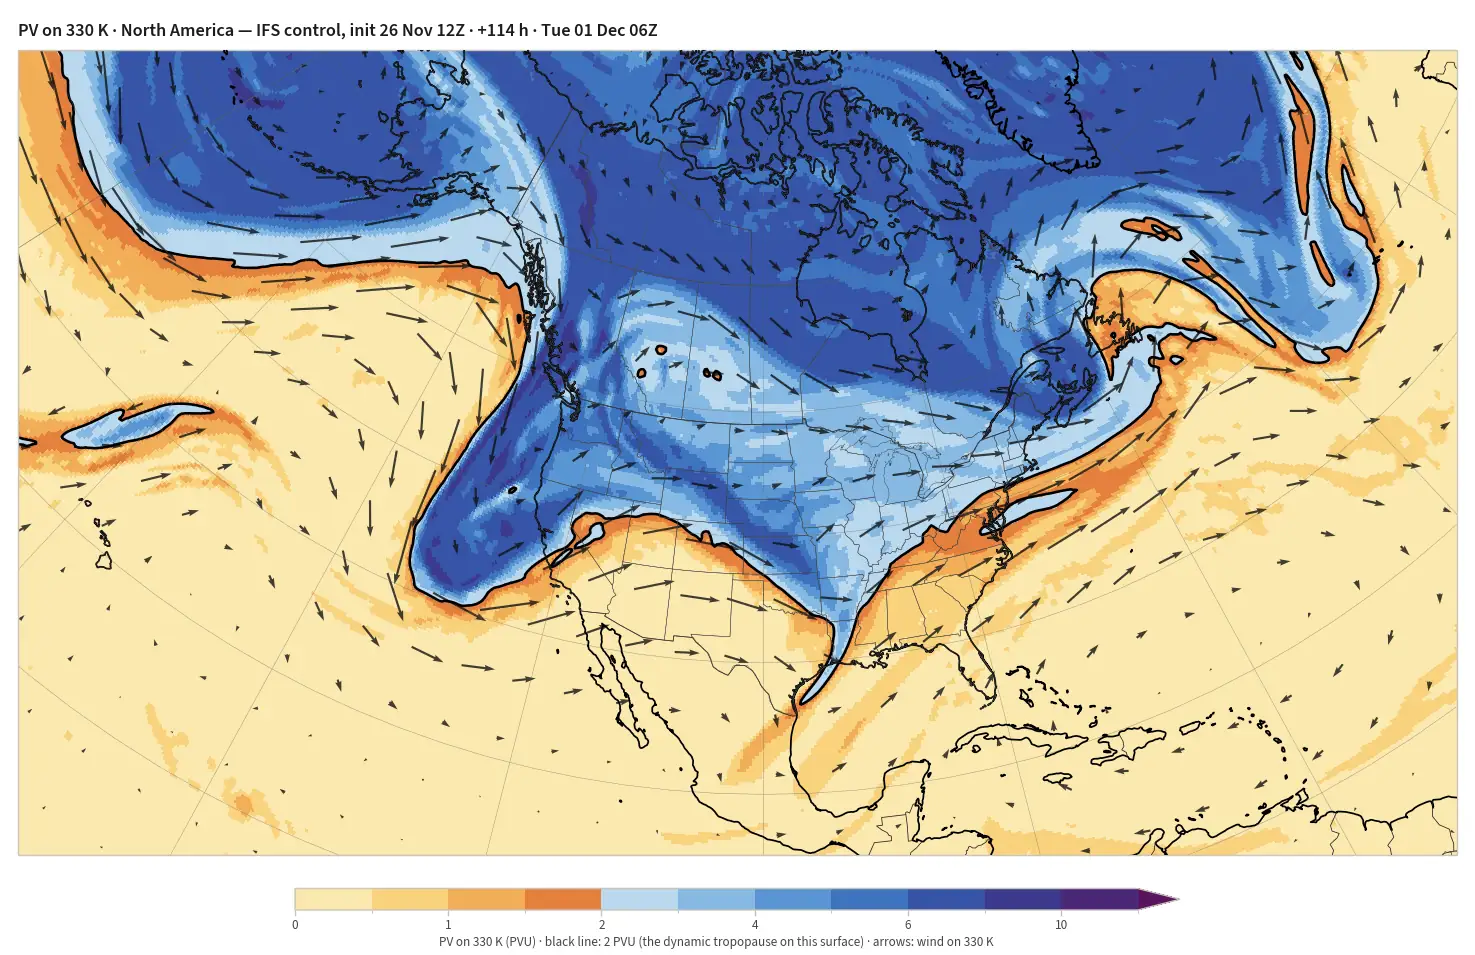 PV on 330 K · North America — IFS control, init 26 Nov 12Z · +114 h · Tue 01 Dec 06Z
0 1 2 4 6 10
PV on 330 K (PVU) · black line: 2 PVU (the dynamic tropopause on this surface) · arrows: wind on 330 K